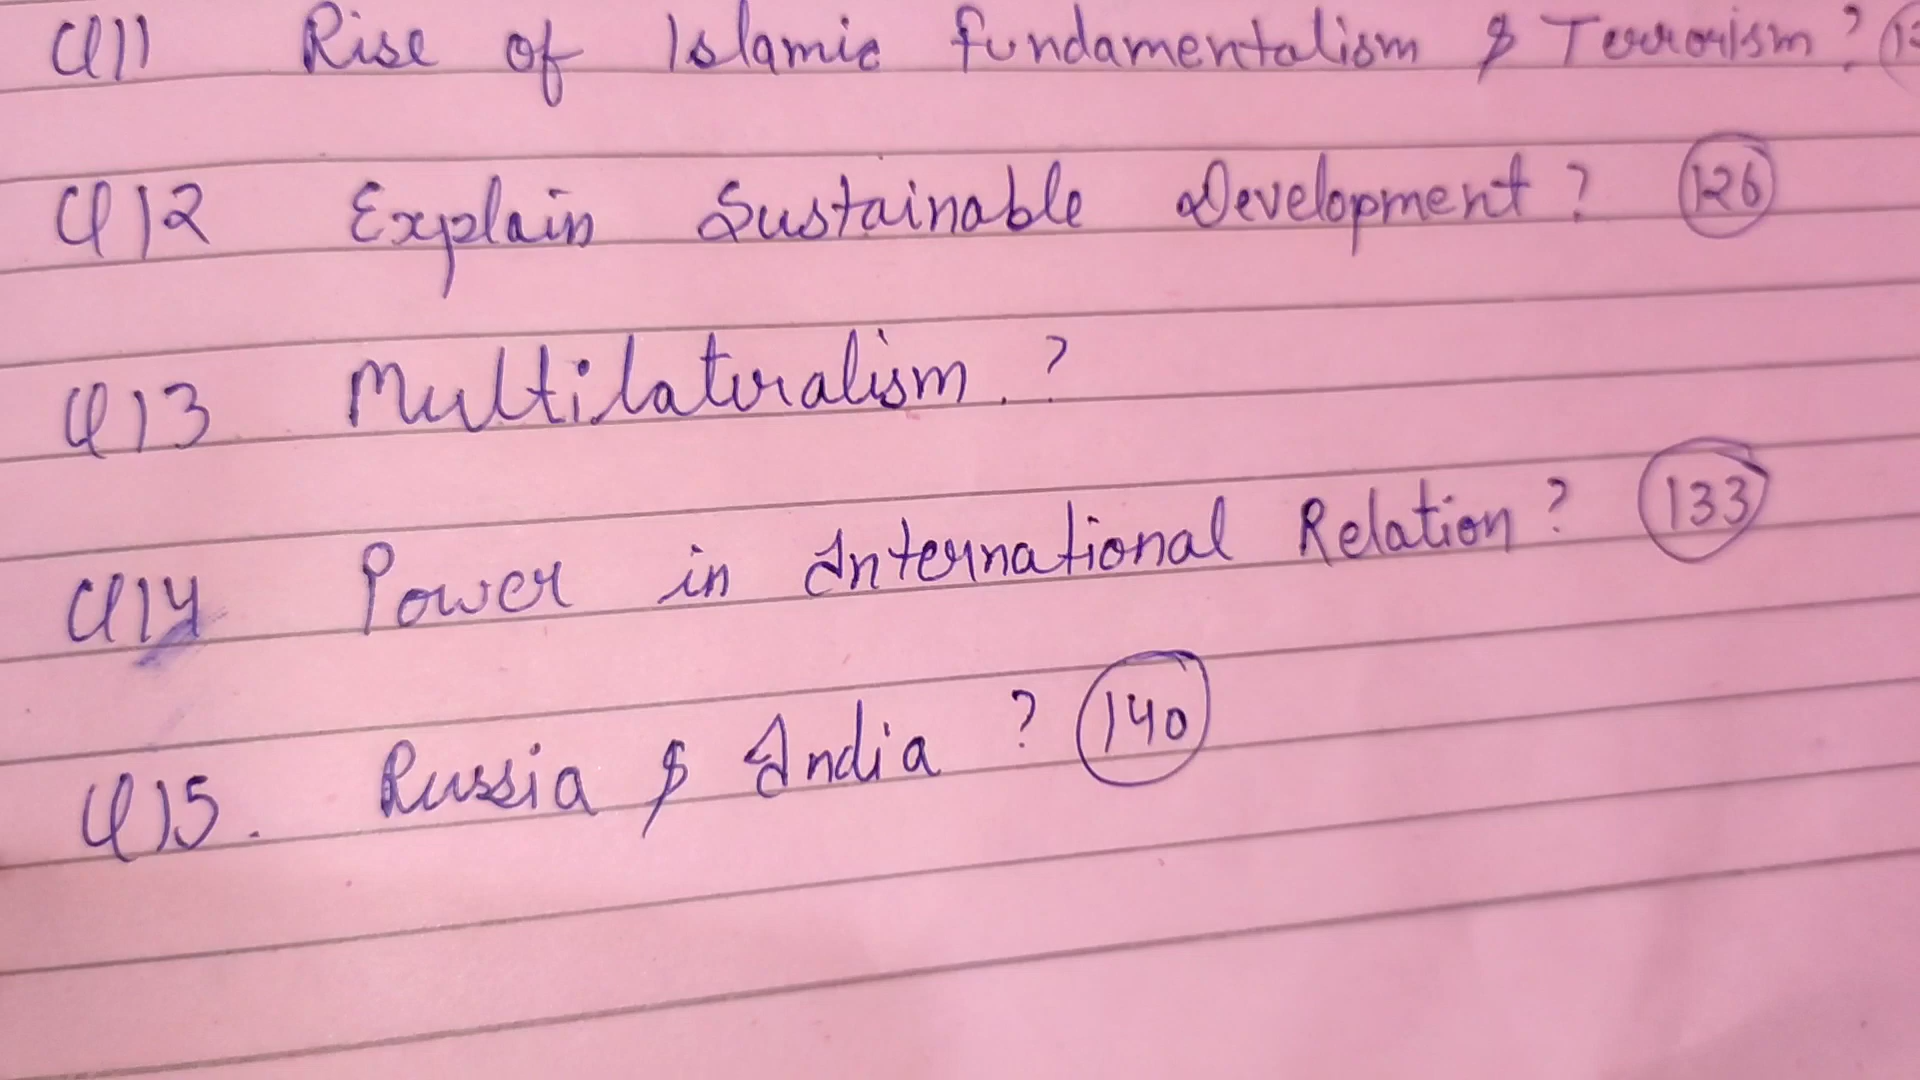 Q11 Rise of Islamic fundamentalism & Terrorism?
Q12 Explain Sustainable Development? 126
Q13 Multilateralism.?
Q14 Power in International Relation? 133
Q15. Russia & India? 140